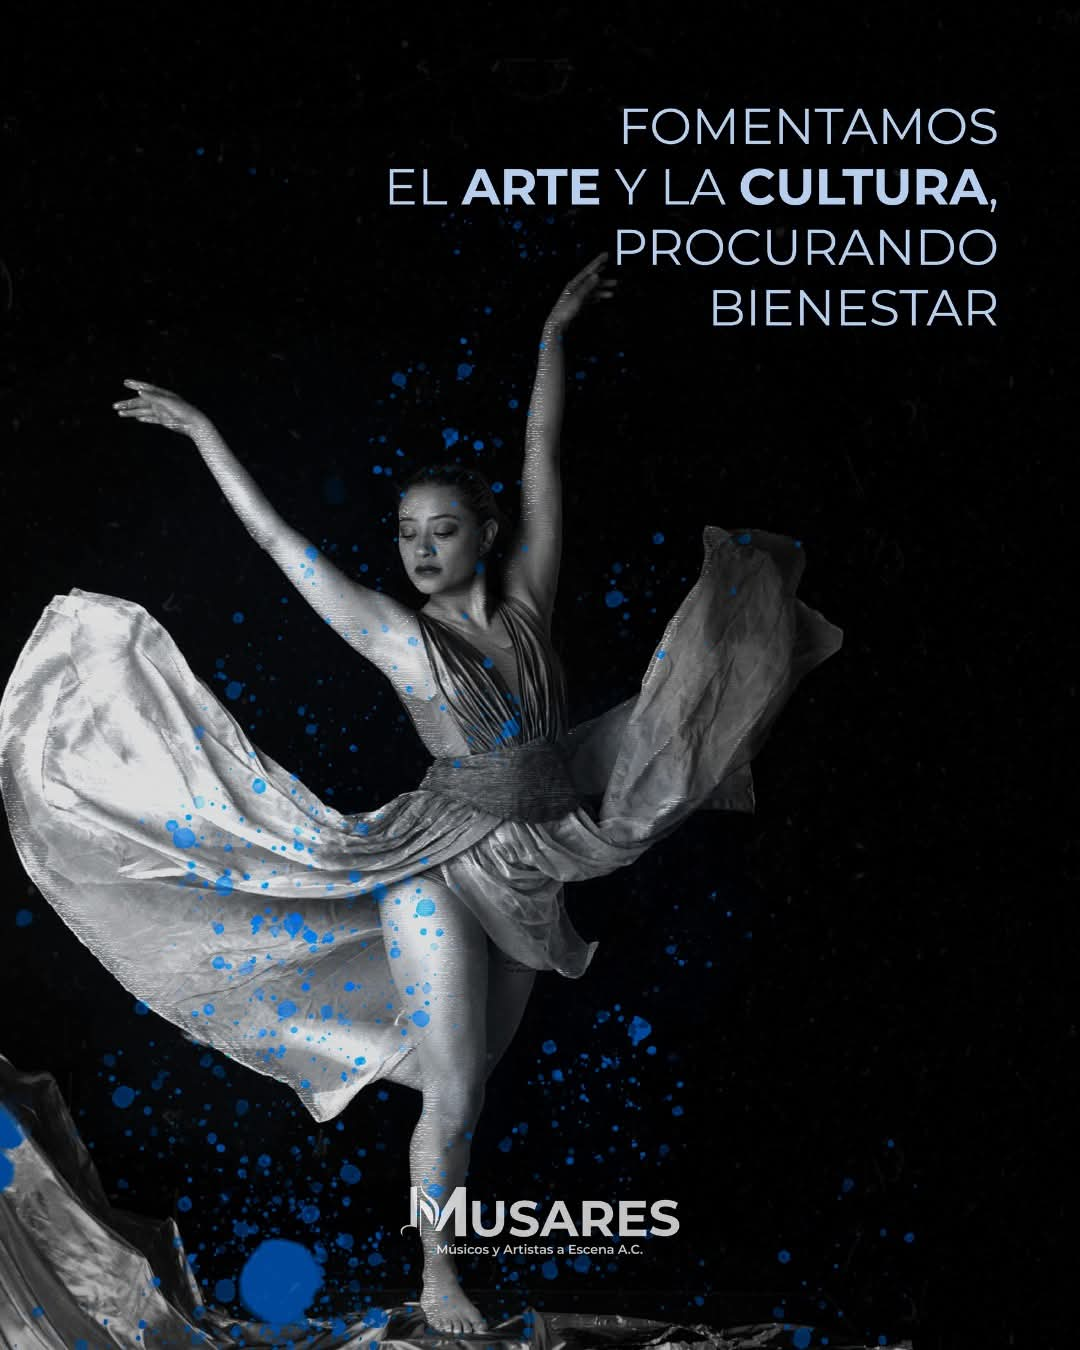 FOMENTAMOS
EL ARTE Y LA CULTURA,
PROCURANDO
BIENESTAR
MUSARES
Músicos y Artistas a Escena A.C.